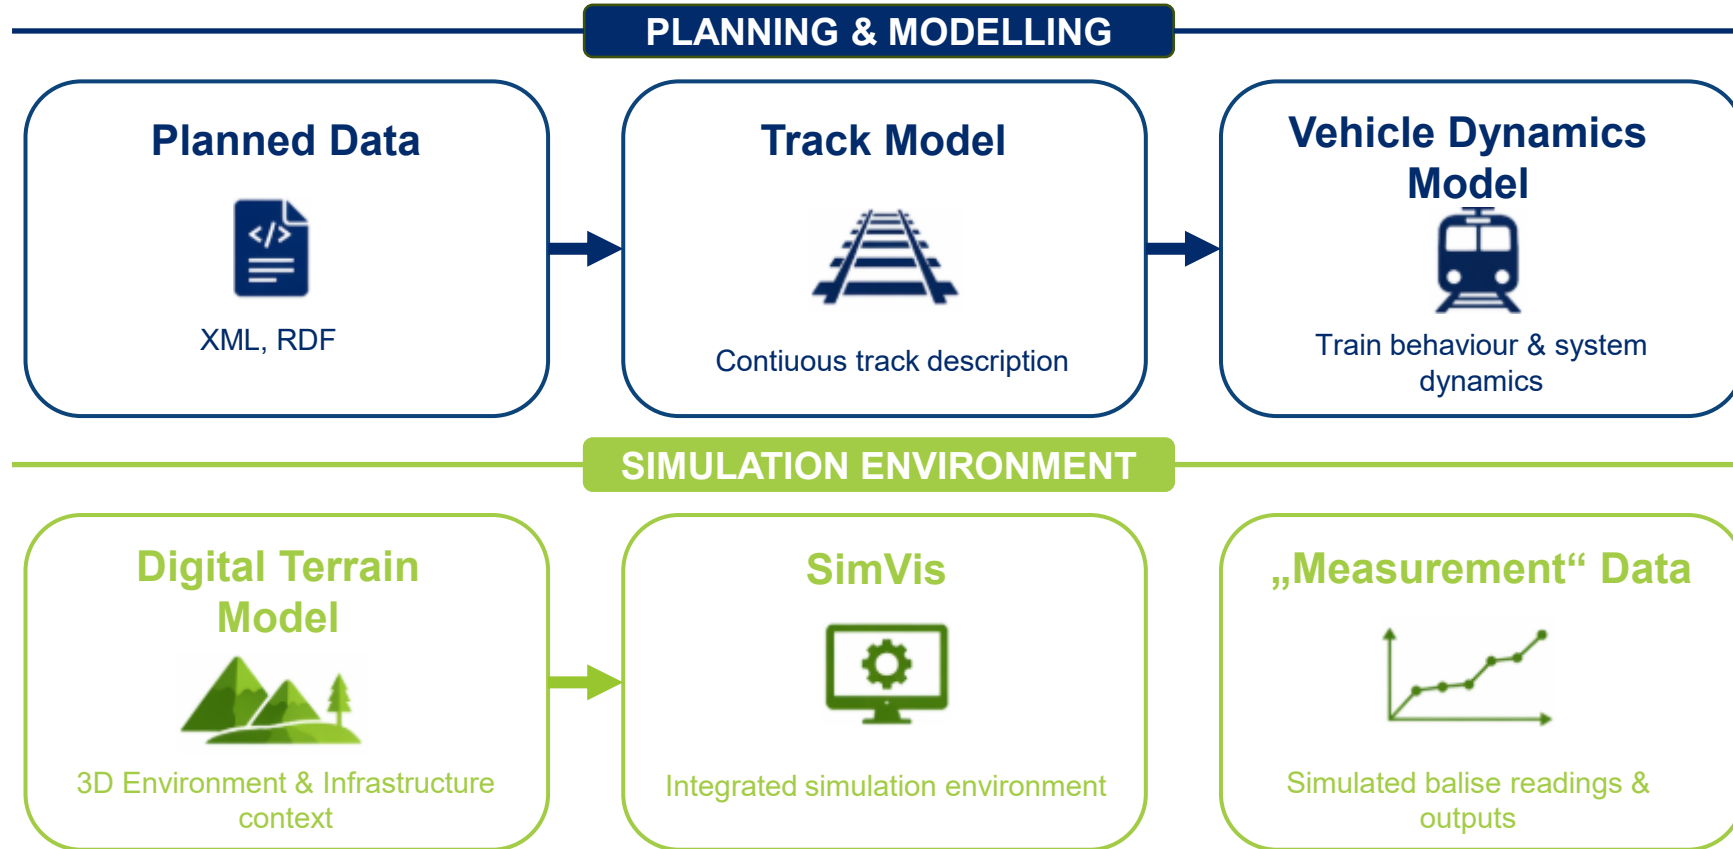 PLANNING & MODELLING
Planned Data
</>
XML, RDF
Track Model
Contiuous track description
Vehicle Dynamics
Model
Train behaviour & system
dynamics
SIMULATION ENVIRONMENT
Digital Terrain
Model
3D Environment & Infrastructure
context
SimVis
Integrated simulation environment
„Measurement“ Data
Simulated balise readings &
outputs